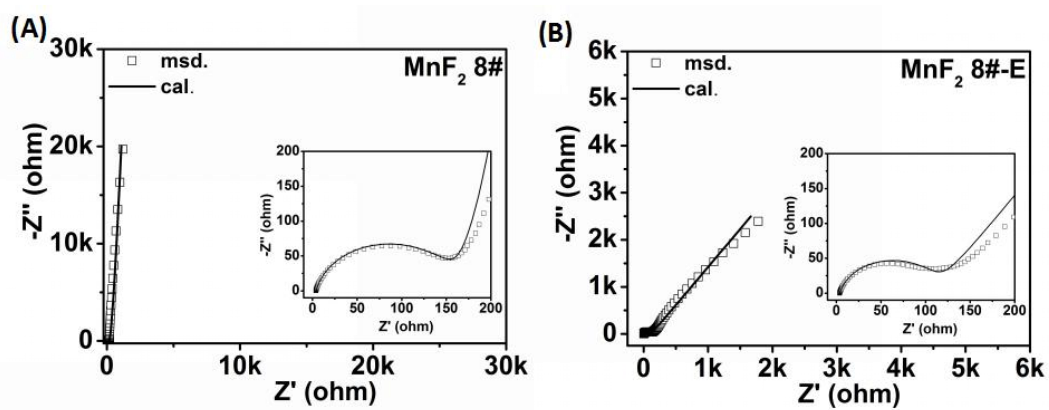 (A)
30k
20k
10k
0
-Z" (ohm)
msd.
cal.
MnF2 8#
200
150
100
50
0
-Z" (ohm)
0 50 100 150 200
Z' (ohm)
0 10k 20k 30k
Z' (ohm)
(B)
6k
5k
4k
3k
2k
1k
0
-Z" (ohm)
msd.
cal.
MnF2 8#-E
200
150
100
50
0
-Z" (ohm)
0 50 100 150 200
Z' (ohm)
0 1k 2k 3k 4k 5k 6k
Z' (ohm)